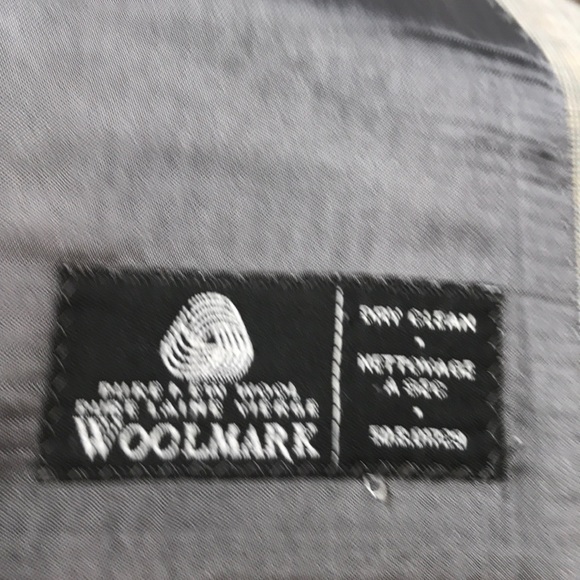 PURE NEW WOOL
PURE LAINE VIERGE
WOOLMARK
DRY CLEAN
NETTOYAGE
A SEC